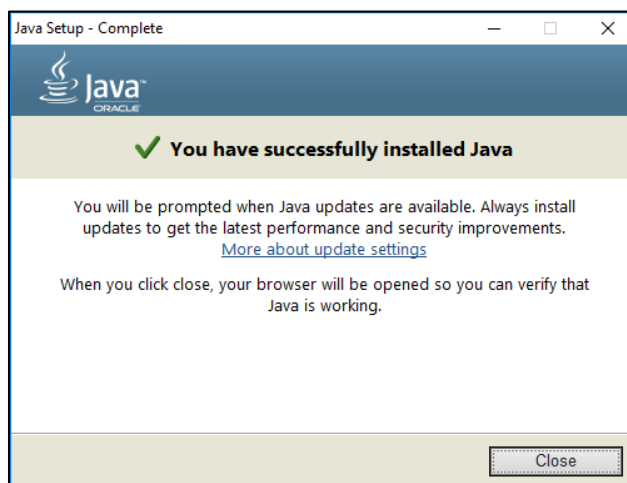 Java Setup - Complete
Java™
ORACLE
You have successfully installed Java
You will be prompted when Java updates are available. Always install
updates to get the latest performance and security improvements.
More about update settings
When you click close, your browser will be opened so you can verify that
Java is working.
Close